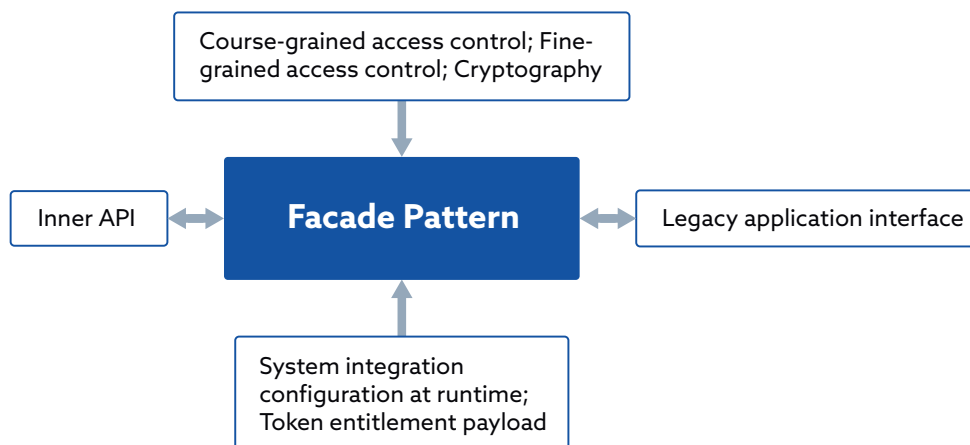 Course-grained access control; Fine-
grained access control; Cryptography
Inner API
Facade Pattern
Legacy application interface
System integration
configuration at runtime;
Token entitlement payload